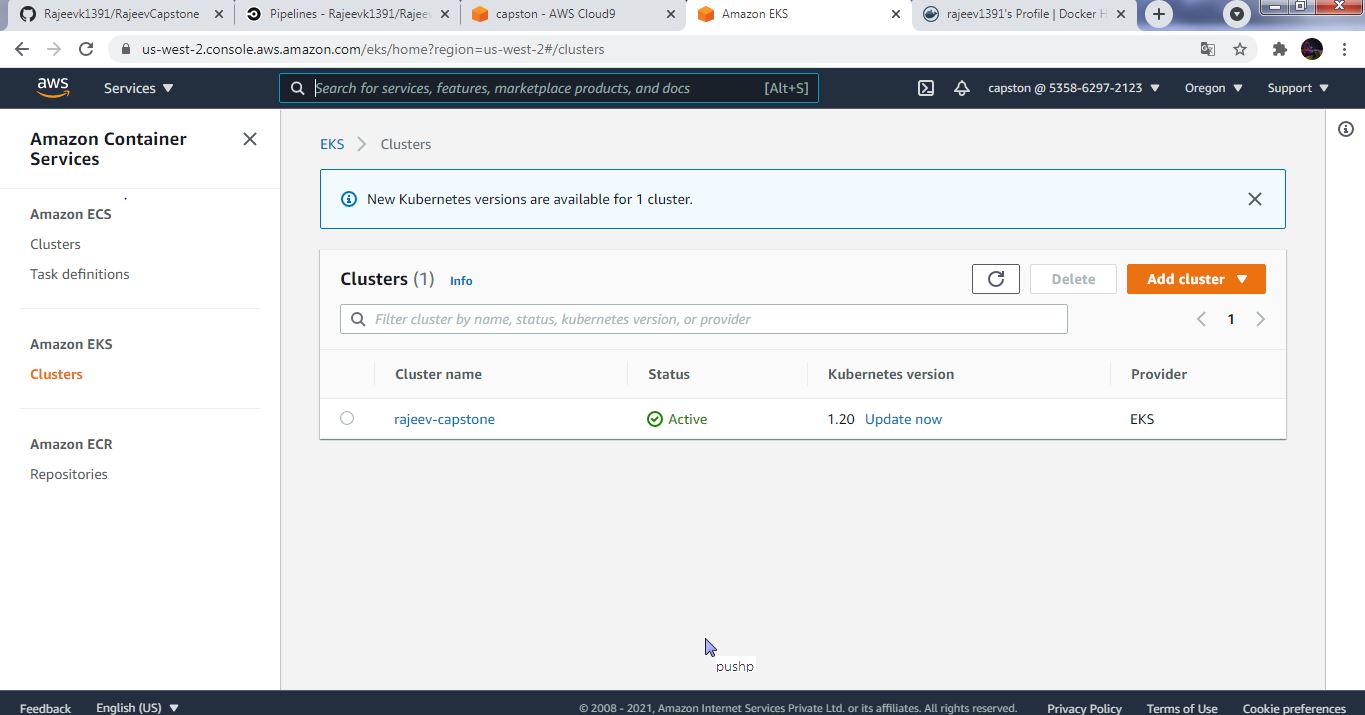 Rajeevk1391/RajeevCapstone
Pipelines - Rajeevk1391/Rajeev
capston - AWS Cloud9
Amazon EKS
rajeev1391's Profile | Docker H
us-west-2.console.aws.amazon.com/eks/home?region=us-west-2#/clusters
aws
Services
Search for services, features, marketplace products, and docs
[Alt+S]
capston @ 5358-6297-2123
Oregon
Support
Amazon Container
Services
Amazon ECS
Clusters
Task definitions
Amazon EKS
Clusters
Amazon ECR
Repositories
EKS
Clusters
New Kubernetes versions are available for 1 cluster.
Clusters (1) Info
Delete
Add cluster
Filter cluster by name, status, kubernetes version, or provider
1
Cluster name Status Kubernetes version Provider
rajeev-capstone Active 1.20 Update now EKS
pushp
Feedback English (US) © 2008 - 2021, Amazon Internet Services Private Ltd. or its affiliates. All rights reserved. Privacy Policy Terms of Use Cookie preferences